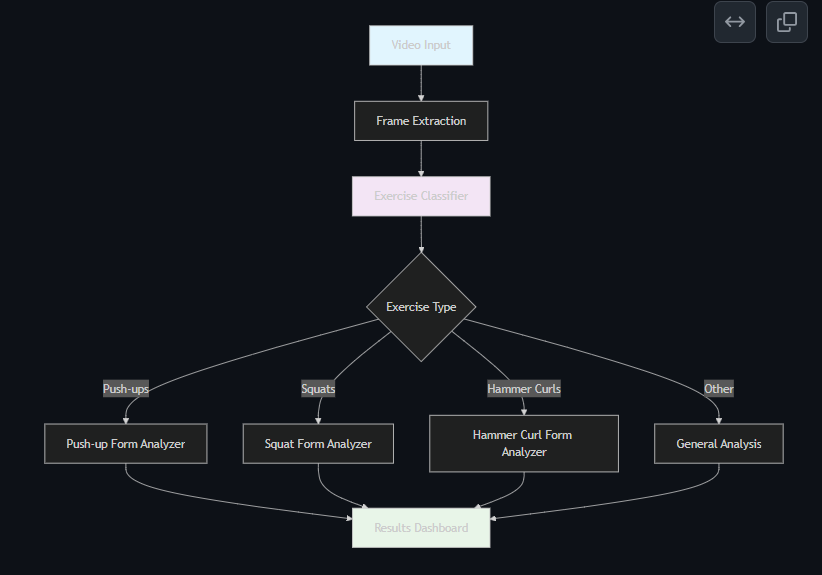 Video Input
Frame Extraction
Exercise Classifier
Exercise Type
Push-ups
Squats
Hammer Curls
Other
Push-up Form Analyzer
Squat Form Analyzer
Hammer Curl Form
Analyzer
General Analysis
Results Dashboard